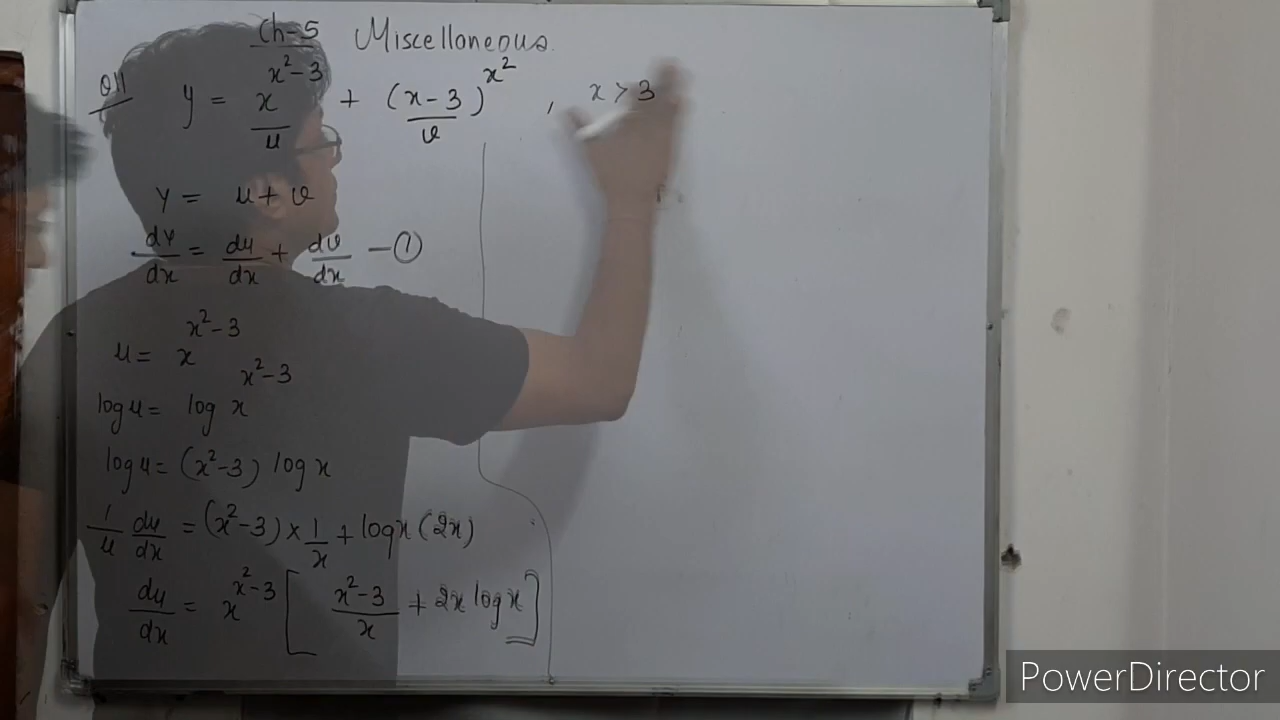 Ch-5 Miscellaneous.
Q11 y = x^(x²-3) + (x-3)^(x²) , x > 3
u v
y = u + v
dy/dx = du/dx + dv/dx - ①
u = x^(x²-3)
log u = log x^(x²-3)
log u = (x²-3) log x
1/u du/dx = (x²-3) × 1/x + log x (2x)
du/dx = x^(x²-3) [ (x²-3)/x + 2x log x ]
PowerDirector